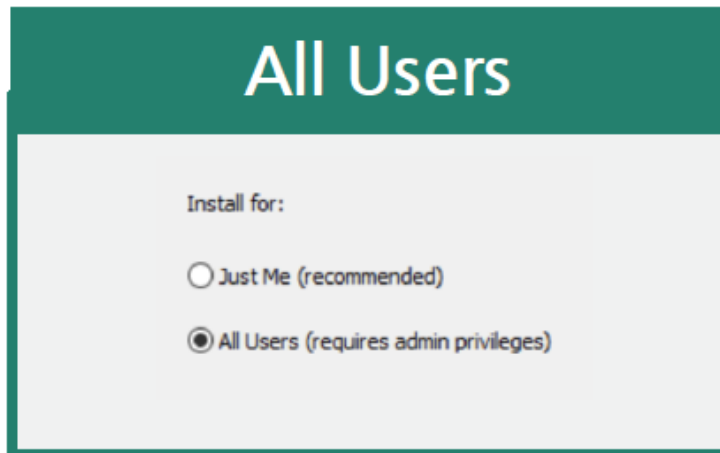 All Users
Install for:
Just Me (recommended)
All Users (requires admin privileges)